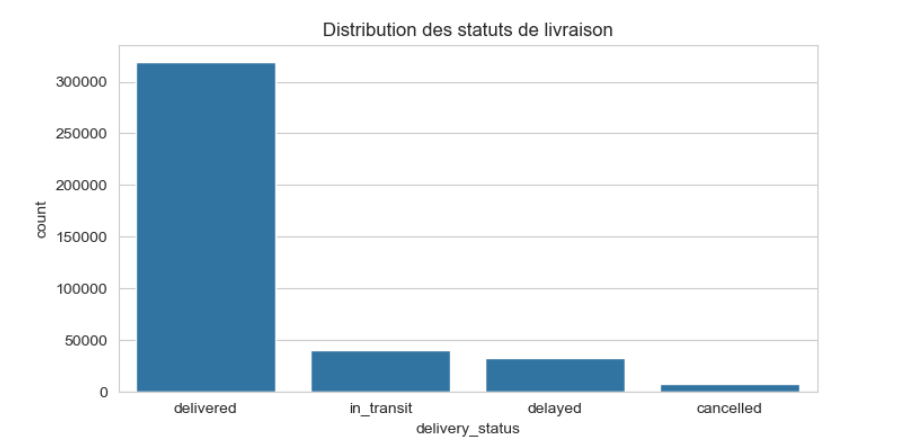 Distribution des statuts de livraison
300000
250000
200000
150000
100000
50000
0
count
delivered in_transit delayed cancelled
delivery_status